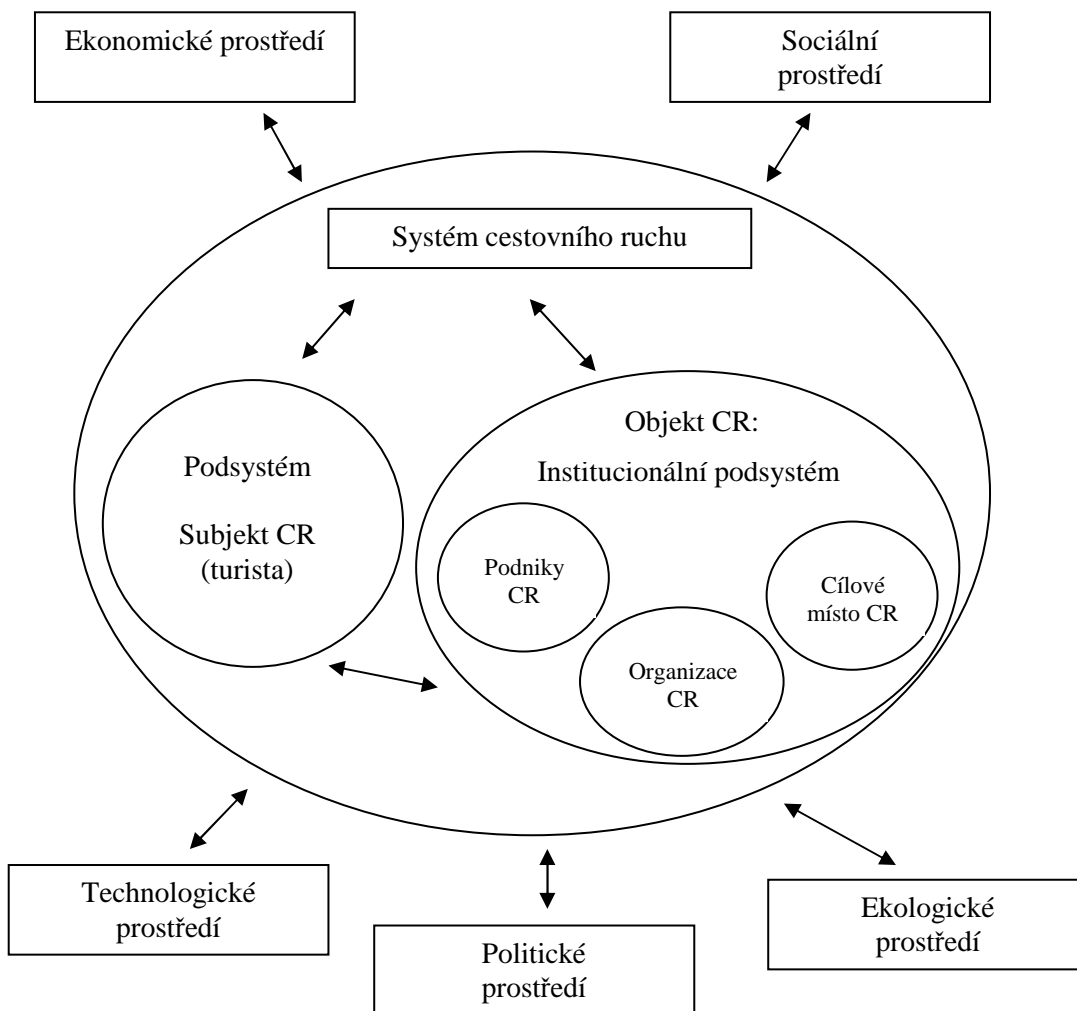 Ekonomické prostředí
Sociální
prostředí
Systém cestovního ruchu
Podsystém
Subjekt CR
(turista)
Objekt CR:
Institucionální podsystém
Podniky
CR
Cílové
místo CR
Organizace
CR
Technologické
prostředí
Politické
prostředí
Ekologické
prostředí